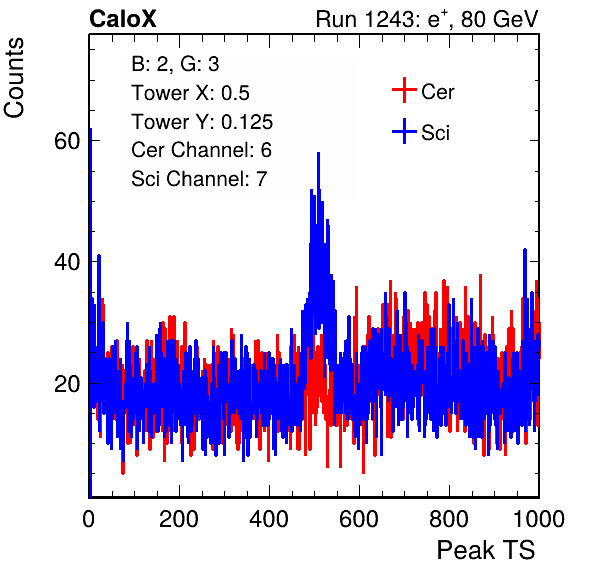 CaloX Run 1243: e⁺, 80 GeV
Counts
B: 2, G: 3
Tower X: 0.5
Tower Y: 0.125
Cer Channel: 6
Sci Channel: 7
Cer
Sci
60
40
20
0 200 400 600 800 1000
Peak TS